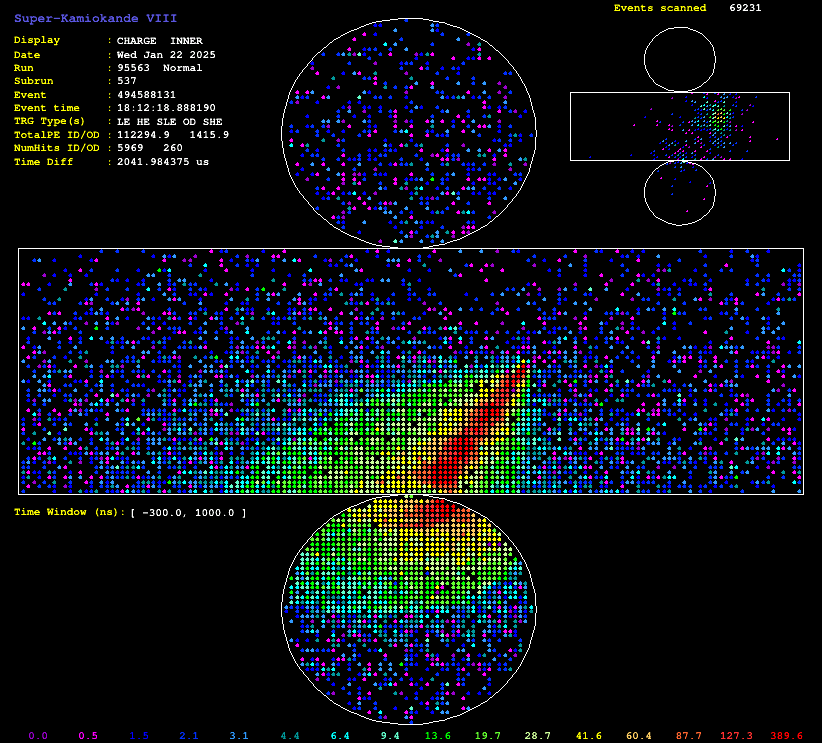 Super-Kamiokande VIII
Events scanned 69231
Display : CHARGE INNER
Date : Wed Jan 22 2025
Run : 95563 Normal
Subrun : 537
Event : 494588131
Event time : 18:12:18.888190
TRG Type(s) : LE HE SLE OD SHE
TotalPE ID/OD : 112294.9 1415.9
NumHits ID/OD : 5969 260
Time Diff : 2041.984375 us
Time Window (ns): [ -300.0, 1000.0 ]
0.0 0.5 1.5 2.1 3.1 4.4 6.4 9.4 13.6 19.7 28.7 41.6 60.4 87.7 127.3 389.6